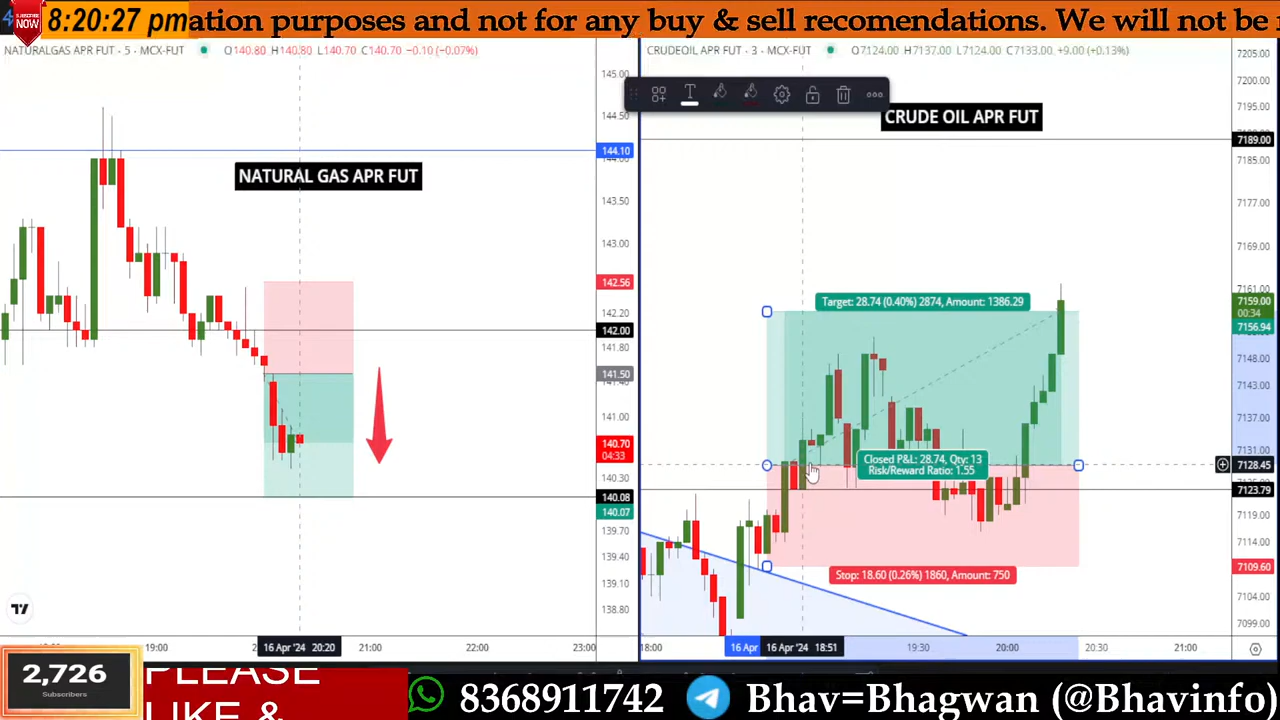 SUBSCRIBE
NOW
8:20:27 pm
ation purposes and not for any buy & sell recomendations. We will not be
NATURALGAS APR FUT · 5 · MCX-FUT
O140.80 H140.80 L140.70 C140.70 −0.10 (−0.07%)
CRUDEOIL APR FUT · 3 · MCX-FUT
O7124.00 H7137.00 L7124.00 C7133.00 +9.00 (+0.13%)
NATURAL GAS APR FUT
CRUDE OIL APR FUT
145.00
144.50
144.10
143.50
143.00
142.56
142.20
142.00
141.80
141.50
141.00
140.70
04:33
140.30
140.08
140.07
139.70
139.40
139.10
138.80
7205.00
7200.00
7195.00
7189.00
7185.00
7177.00
7169.00
7161.00
7159.00
00:34
7156.94
7148.00
7143.00
7137.00
7131.00
7128.45
7123.79
7119.00
7114.00
7109.60
7104.00
7099.00
Target: 28.74 (0.40%) 2874, Amount: 1386.29
Closed P&L: 28.74, Qty: 13
Risk/Reward Ratio: 1.55
Stop: 18.60 (0.26%) 1860, Amount: 750
19:00
16 Apr '24 20:20
21:00
22:00
23:00
18:00
16 Apr
16 Apr '24 18:51
19:30
20:00
20:30
21:00
2,726
Subscribers
PLEASE
LIKE &
8368911742
Bhav=Bhagwan (@Bhavinfo)